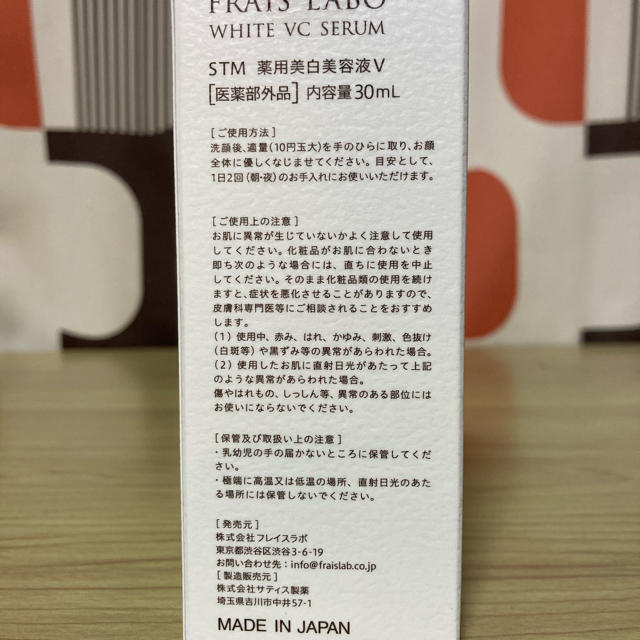 FRAIS LABO
WHITE VC SERUM
STM 薬用美白美容液V
[医薬部外品] 内容量30mL
[ご使用方法]
洗顔後、適量(10円玉大)を手のひらに取り、お顔
全体に優しくなじませてください。目安として、
1日2回(朝・夜)のお手入れにお使いいただけます。
[ご使用上の注意]
お肌に異常が生じていないかよく注意して使用
してください。化粧品がお肌に合わないとき
即ち次のような場合には、直ちに使用を中止
してください。そのまま化粧品類の使用を続け
ますと、症状を悪化させることがありますので、
皮膚科専門医等にご相談されることをおすすめ
します。
(1)使用中、赤み、はれ、かゆみ、刺激、色抜け
(白斑等)や黒ずみ等の異常があらわれた場合。
(2)使用したお肌に直射日光があたって上記
のような異常があらわれた場合。
傷やはれもの、しっしん等、異常のある部位には
お使いにならないでください。
[保管及び取扱い上の注意]
・乳幼児の手の届かないところに保管してくだ
さい。
・極端に高温又は低温の場所、直射日光のあた
る場所には保管しないでください。
[発売元]
株式会社フレイスラボ
東京都渋谷区渋谷3-6-19
お問い合わせ先:info@fraislab.co.jp
[製造販売元]
株式会社サティス製薬
埼玉県吉川市中井57-1
MADE IN JAPAN